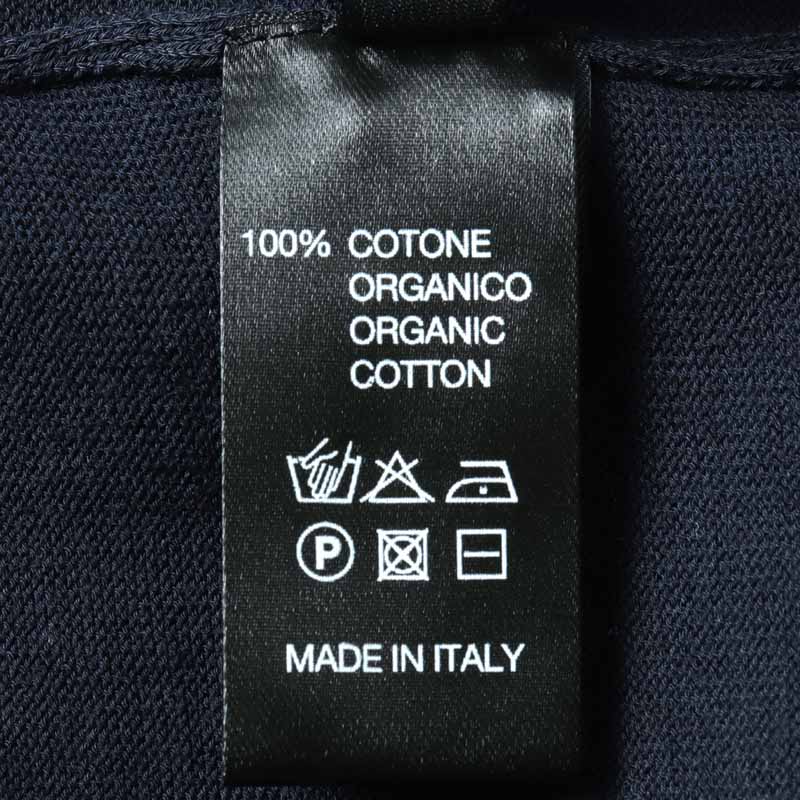 100% COTONE
ORGANICO
ORGANIC
COTTON
P
MADE IN ITALY